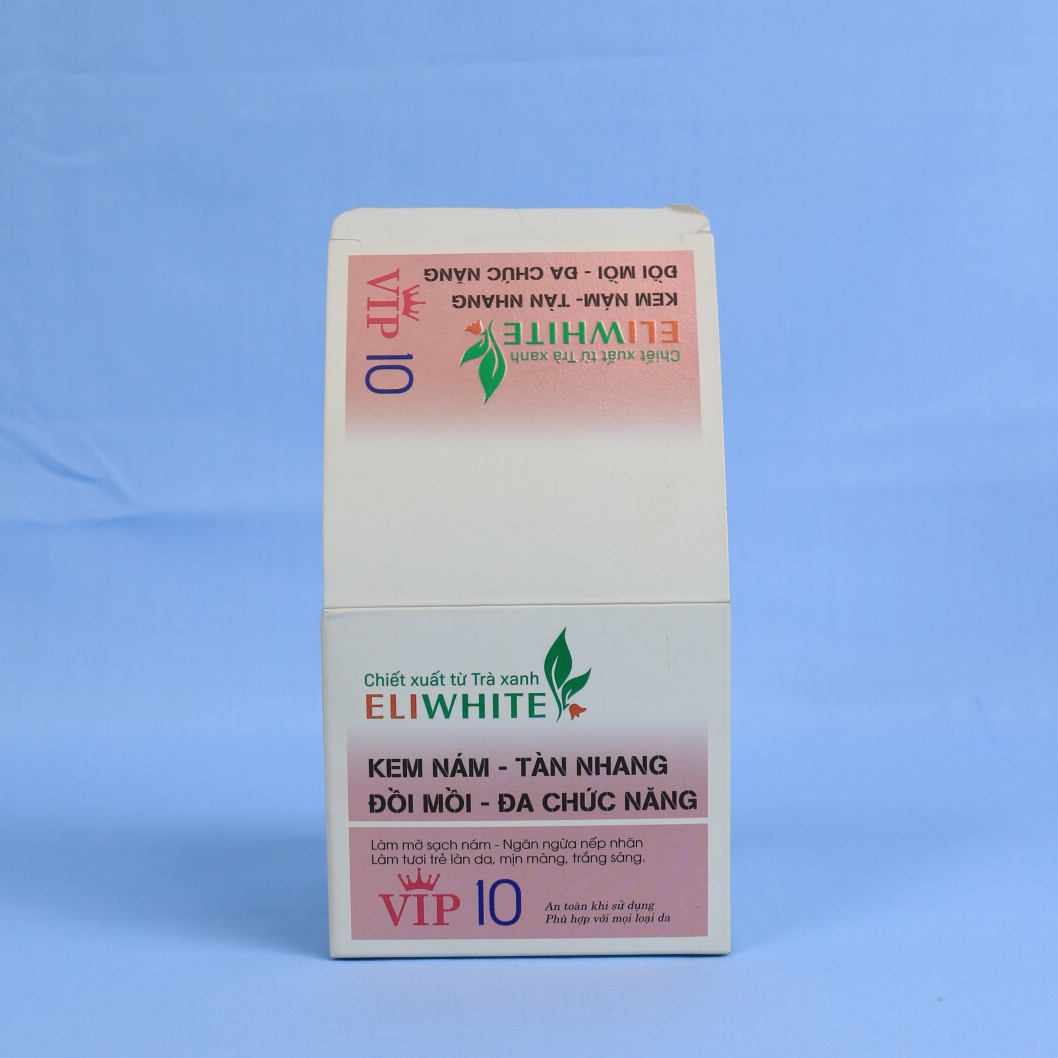 ĐỒI MỒI - ĐA CHỨC NĂNG
KEM NÁM- TÀN NHANG
ELIWHITE
Chiết xuất từ Trà xanh
VIP 10
Chiết xuất từ Trà xanh
ELIWHITE
KEM NÁM - TÀN NHANG
ĐỒI MỒI - ĐA CHỨC NĂNG
Làm mờ sạch nám - Ngăn ngừa nếp nhăn
Làm tươi trẻ làn da, mịn màng, trắng sáng.
VIP 10
An toàn khi sử dụng
Phù hợp với mọi loại da